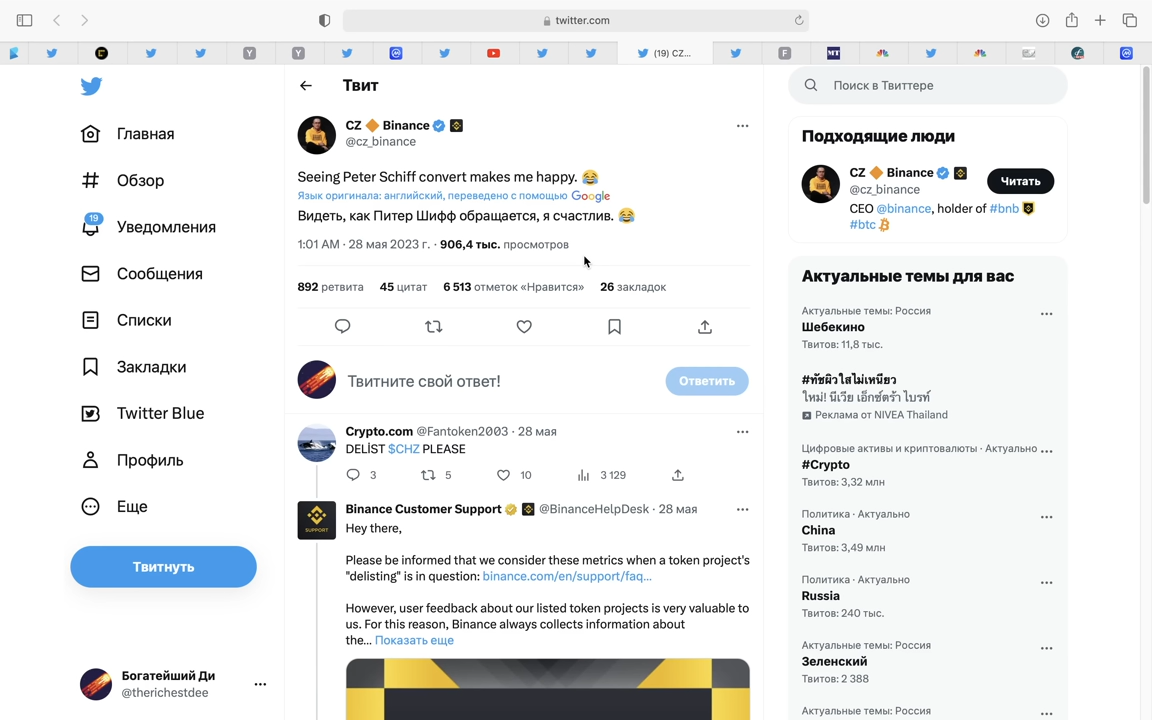 twitter.com
Y
Y
(19) CZ...
F
MT
Главная
Обзор
19
Уведомления
Сообщения
Списки
Закладки
Twitter Blue
Профиль
Еще
Твитнуть
Богатейший Ди
@therichestdee
Твит
CZ 🔶 Binance
@cz_binance
Seeing Peter Schiff convert makes me happy. 😂
Язык оригинала: английский, переведено с помощью Google
Видеть, как Питер Шифф обращается, я счастлив. 😂
1:01 AM · 28 мая 2023 г. · 906,4 тыс. просмотров
892 ретвита 45 цитат 6 513 отметок «Нравится» 26 закладок
Твитните свой ответ!
Ответить
Crypto.com @Fantoken2003 · 28 мая
DELİST $CHZ PLEASE
3 5 10 3 129
SUPPORT
Binance Customer Support @BinanceHelpDesk · 28 мая
Hey there,
Please be informed that we consider these metrics when a token project's
"delisting" is in question: binance.com/en/support/faq...
However, user feedback about our listed token projects is very valuable to
us. For this reason, Binance always collects information about
the... Показать еще
Поиск в Твиттере
Подходящие люди
CZ 🔶 Binance
@cz_binance
Читать
CEO @binance, holder of #bnb
#btc
Актуальные темы для вас
Актуальные темы: Россия
Шебекино
Твитов: 11,8 тыс.
#ทัชผิวใสไม่เหนียว
ใหม่! นีเวีย เอ็กซ์ตร้า ไบรท์
Реклама от NIVEA Thailand
Цифровые активы и криптовалюты · Актуально
#Crypto
Твитов: 3,32 млн
Политика · Актуально
China
Твитов: 3,49 млн
Политика · Актуально
Russia
Твитов: 240 тыс.
Актуальные темы: Россия
Зеленский
Твитов: 2 388
Актуальные темы: Россия